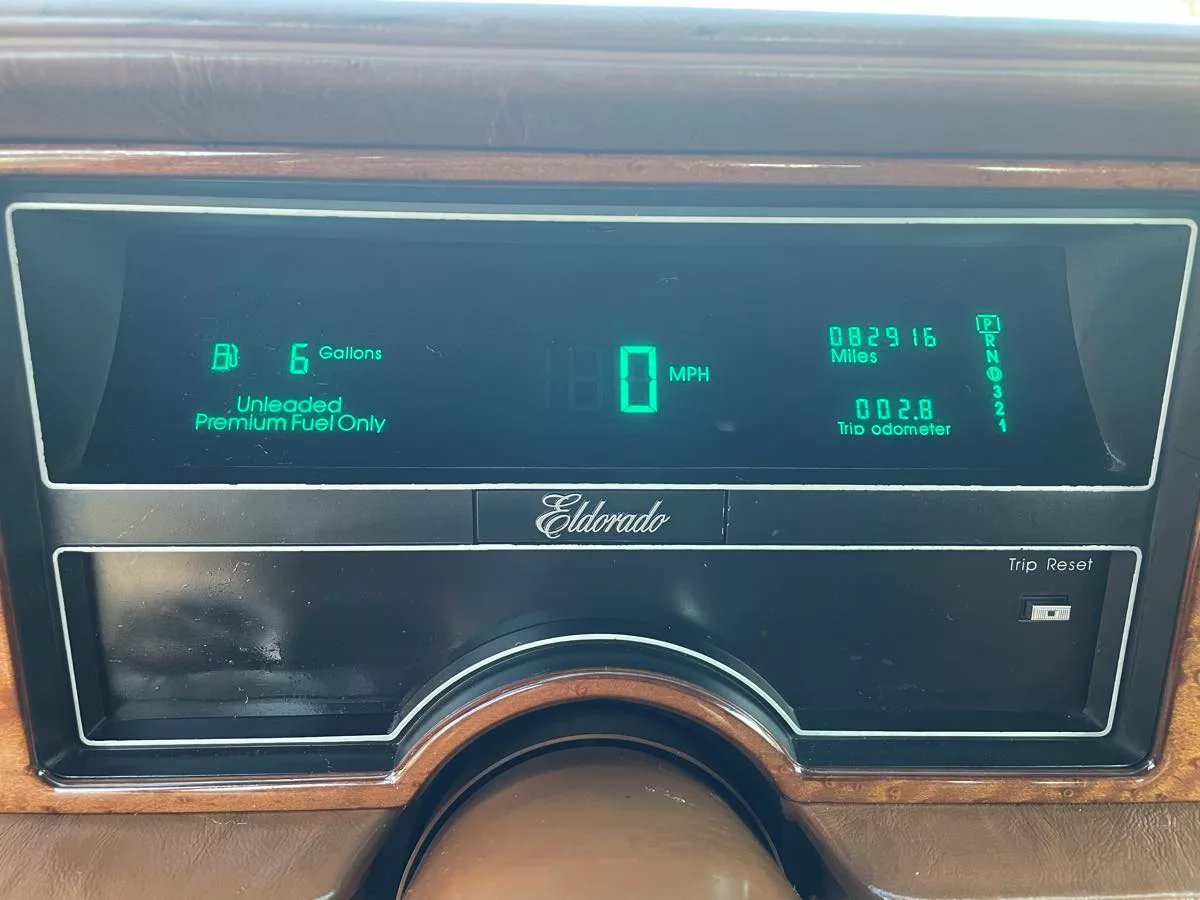 6 Gallons
Unleaded
Premium Fuel Only
0 MPH
082916
Miles
002.8
Trip odometer
P
R
N
D
3
2
1
Eldorado
Trip Reset